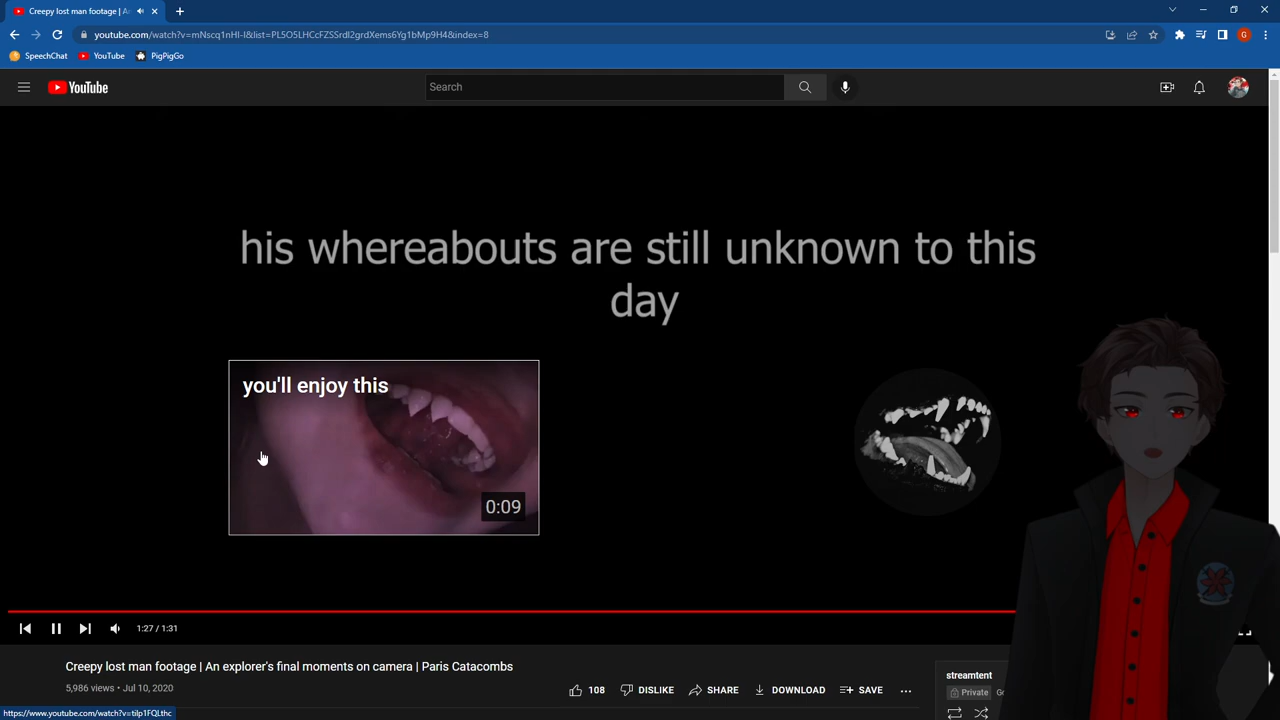 Creepy lost man footage | A
youtube.com/watch?v=mNscq1nHI-I&list=PL5O5LHCcFZSSrdI2grdXems6Yg1bMp9H4&index=8
G
SpeechChat
YouTube
PigPigGo
YouTube
Search
his whereabouts are still unknown to this
day
you'll enjoy this
0:09
1:27 / 1:31
Creepy lost man footage | An explorer's final moments on camera | Paris Catacombs
5,986 views • Jul 10, 2020
108
DISLIKE
SHARE
DOWNLOAD
SAVE
streamtent
Private
https://www.youtube.com/watch?v=tilp1FQLthc